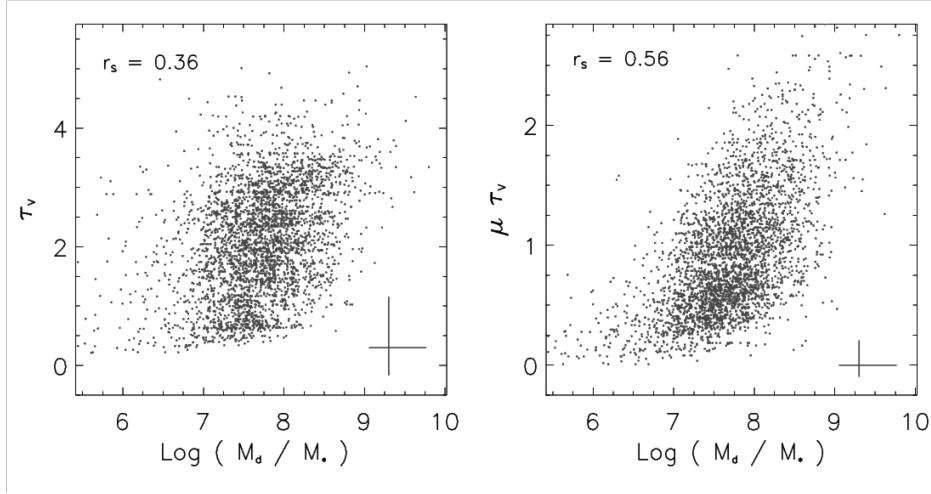 r_s = 0.36
4
2
0
τ_v
6 7 8 9 10
Log ( M_d / M_* )
r_s = 0.56
2
1
0
μ τ_v
6 7 8 9 10
Log ( M_d / M_* )